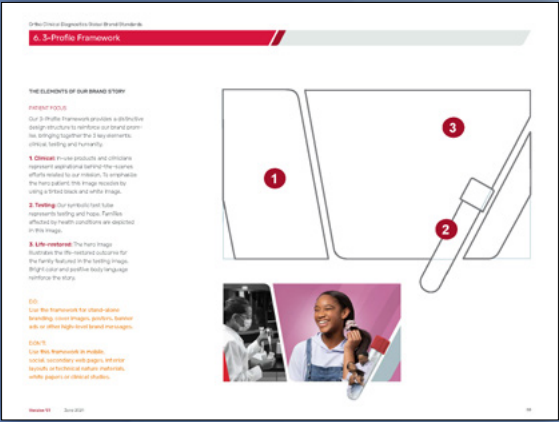 Ortho Clinical Diagnostics Global Brand Standards
6. 3-Profile Framework
THE ELEMENTS OF OUR BRAND STORY
PATIENT FOCUS
Our 3-Profile Framework provides a distinctive
design structure to reinforce our brand prom-
ise, bringing together the 3 key elements:
clinical, testing and humanity.
1. Clinical: In-use products and clinicians
represent aspirational behind-the-scenes
efforts related to our mission. To emphasize
the hero patient, this image recedes by
using a tinted black and white image.
2. Testing: Our symbolic test tube
represents testing and hope. Families
affected by health conditions are depicted
in this image.
3. Life-restored: The hero image
illustrates the life-restored outcome for
the family featured in the testing image.
Bright color and positive body language
reinforce the story.
DO:
Use the framework for stand-alone
branding, cover images, posters, banner
ads or other high-level brand messages.
DON'T:
Use this framework in mobile,
social, secondary web pages, interior
layouts or technical nature materials,
white papers or clinical studies.
1
3
2
Version 1.1 June 2021